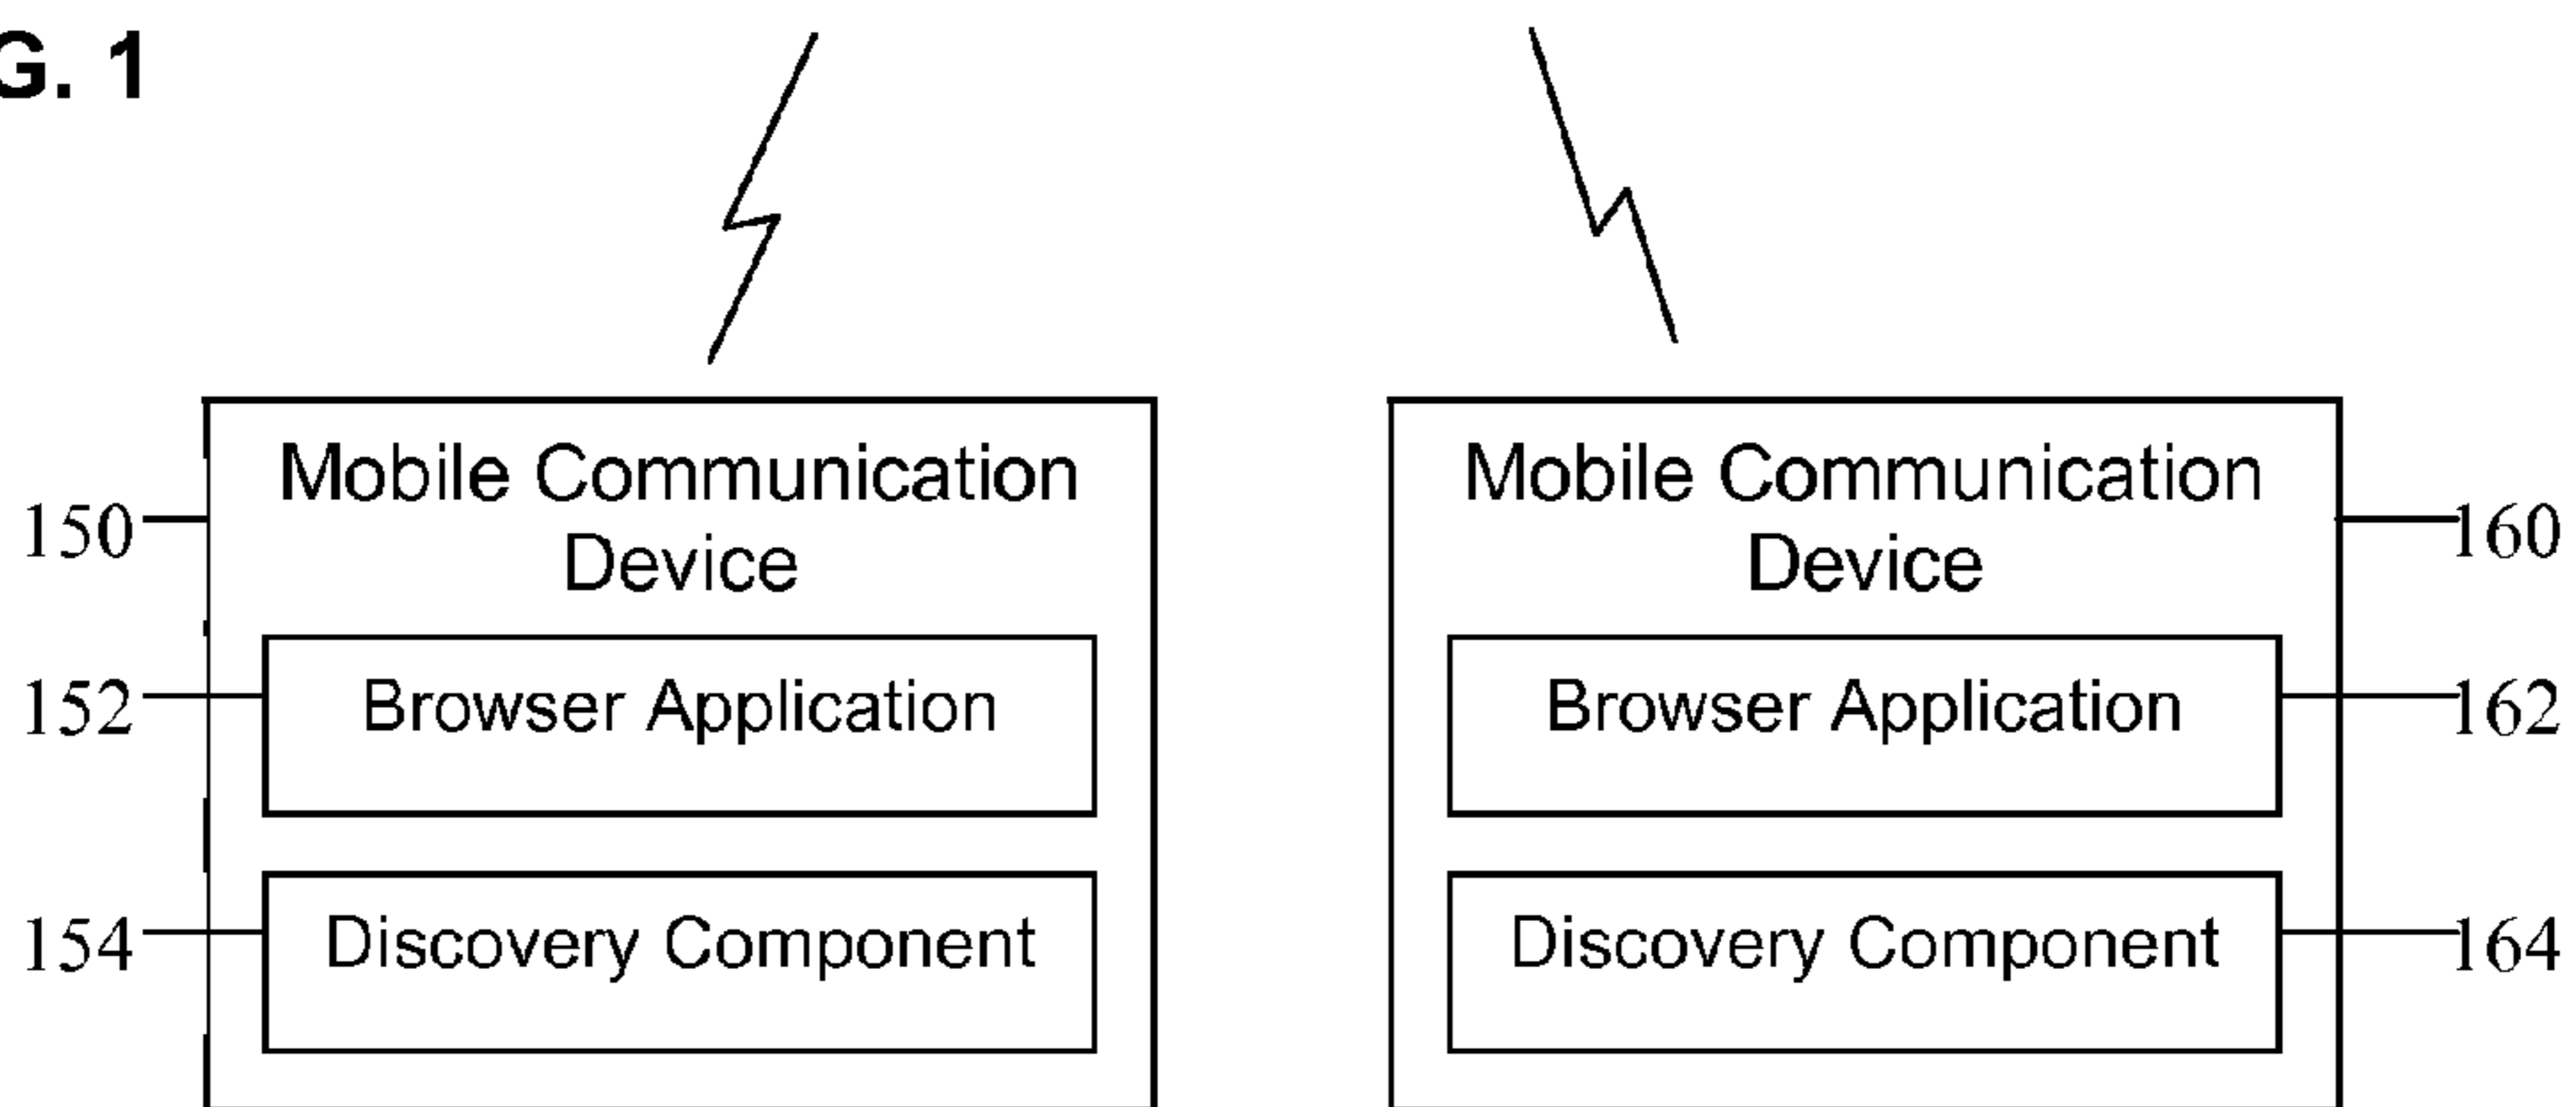 G. 1
Mobile Communication
Device
150
Browser Application
152
Discovery Component
154
Mobile Communication
Device
160
Browser Application
162
Discovery Component
164